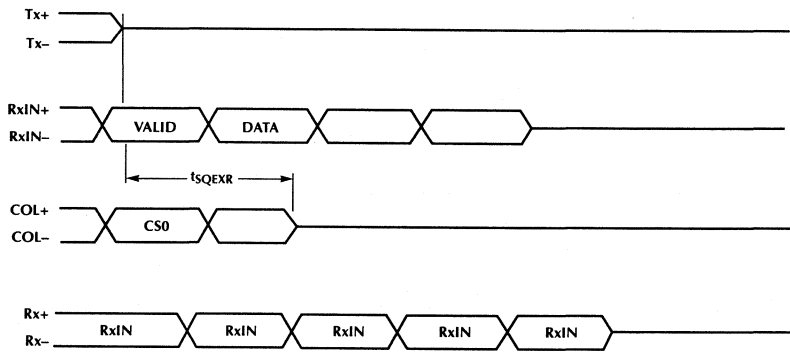 Tx+
Tx–
RxIN+
RxIN–
VALID
DATA
tSQEXR
COL+
COL–
CS0
Rx+
Rx–
RxIN
RxIN
RxIN
RxIN
RxIN